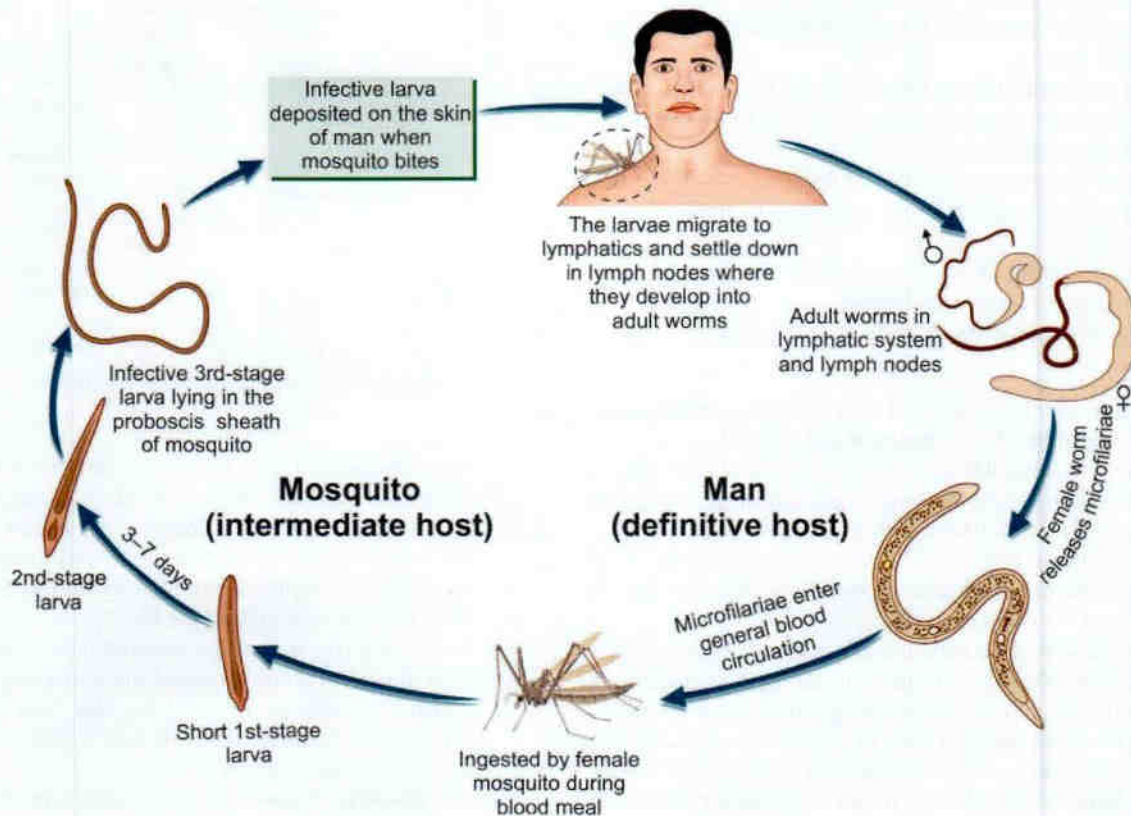 Infective larva
deposited on the skin
of man when
mosquito bites
The larvae migrate to
lymphatics and settle down
in lymph nodes where
they develop into
adult worms
♂
Adult worms in
lymphatic system
and lymph nodes
♀
Female worm
releases microfilariae
Man
(definitive host)
Microfilariae enter
general blood
circulation
Ingested by female
mosquito during
blood meal
Short 1st-stage
larva
3–7 days
2nd-stage
larva
Infective 3rd-stage
larva lying in the
proboscis sheath
of mosquito
Mosquito
(intermediate host)